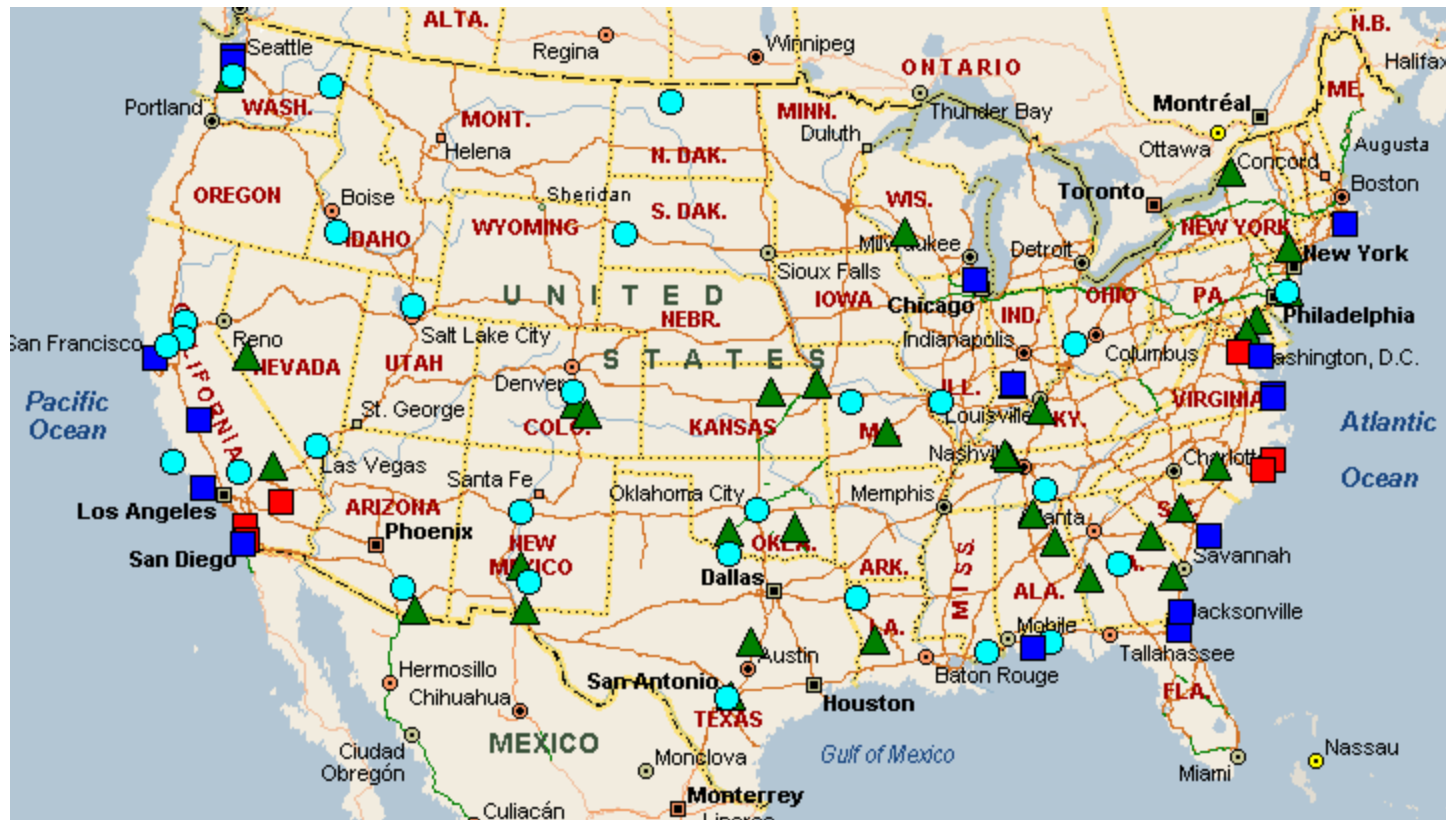 ALTA.
N.B.
Seattle
Regina
Winnipeg
Halifax
ONTARIO
ME.
Portland
WASH.
MONT.
MINN.
Thunder Bay
Montréal
Helena
Duluth
Ottawa
Concord
Augusta
N. DAK.
OREGON
Boise
Sheridan
S. DAK.
WIS.
Toronto
Boston
IDAHO
WYOMING
Milwaukee
Detroit
NEW YORK
New York
Sioux Falls
UNITED
IOWA
Chicago
OHIO
PA.
NEBR.
IND.
Philadelphia
San Francisco
Reno
Salt Lake City
Indianapolis
Columbus
NEVADA
UTAH
STATES
ashington, D.C.
Denver
ILL.
Pacific
Ocean
St. George
COLO.
KANSAS
Louisville
KY.
VIRGINIA
Atlantic
Ocean
Las Vegas
Santa Fe
Nashvil
Charlott
Oklahoma City
Memphis
Los Angeles
ARIZONA
Phoenix
NEW
MEXICO
OKLA.
anta
San Diego
Dallas
ARK.
MISS.
Savannah
ALA.
Mobile
acksonville
Austin
Tallahassee
Hermosillo
Baton Rouge
Chihuahua
San Antonio
Houston
FLA.
TEXAS
MEXICO
Ciudad
Obregón
Monclova
Gulf of Mexico
Miami
Nassau
Culiacán
Monterrey